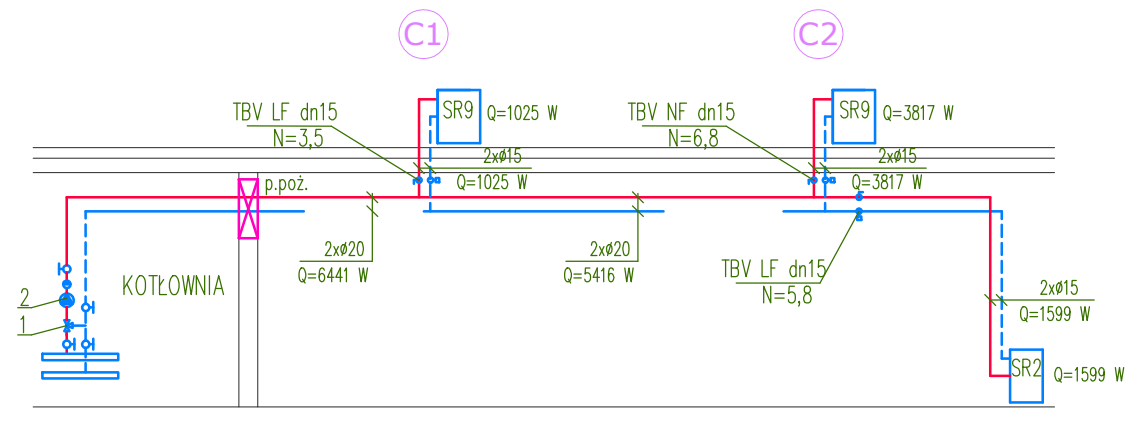 C1
C2
TBV LF dn15
N=3,5
SR9
Q=1025 W
TBV NF dn15
N=6,8
SR9
Q=3817 W
2xø15
Q=1025 W
2xø15
Q=3817 W
p.poż.
2xø20
Q=6441 W
2xø20
Q=5416 W
TBV LF dn15
N=5,8
KOTŁOWNIA
2
1
2xø15
Q=1599 W
SR2
Q=1599 W